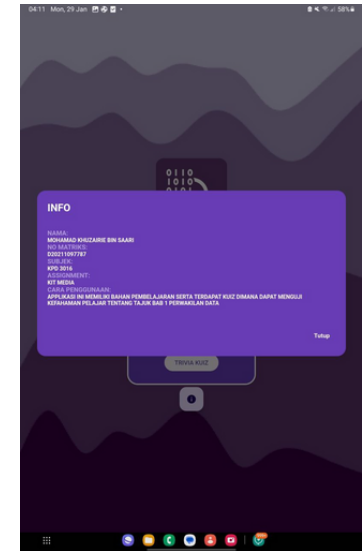 04:11 Mon, 29 Jan
58%
0110
1010
INFO
NAMA:
MOHAMAD KHUZAIRIE BIN SAARI
NO MATRIKS:
D20211097787
SUBJEK:
KPD 3016
ASSIGNMENT:
KIT MEDIA
CARA PENGGUNAAN:
APPLIKASI INI MEMILIKI BAHAN PEMBELAJARAN SERTA TERDAPAT KUIZ DIMANA DAPAT MENGUJI
KEFAHAMAN PELAJAR TENTANG TAJUK BAB 1 PERWAKILAN DATA
Tutup
TRIVIA KUIZ